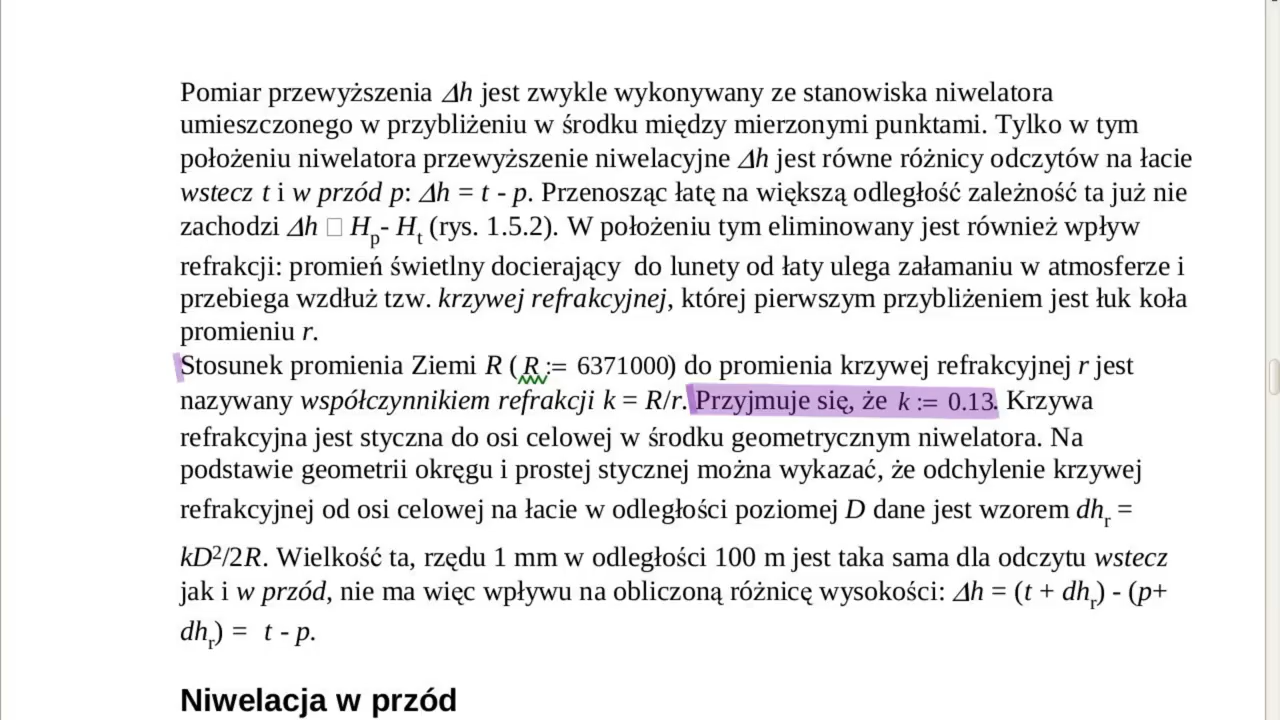 Pomiar przewyższenia Δh jest zwykle wykonywany ze stanowiska niwelatora
umieszczonego w przybliżeniu w środku między mierzonymi punktami. Tylko w tym
położeniu niwelatora przewyższenie niwelacyjne Δh jest równe różnicy odczytów na łacie
wstecz t i w przód p: Δh = t - p. Przenosząc łatę na większą odległość zależność ta już nie
zachodzi Δh □ Hp- Ht (rys. 1.5.2). W położeniu tym eliminowany jest również wpływ
refrakcji: promień świetlny docierający  do lunety od łaty ulega załamaniu w atmosferze i
przebiega wzdłuż tzw. krzywej refrakcyjnej, której pierwszym przybliżeniem jest łuk koła
promieniu r.
Stosunek promienia Ziemi R ( R := 6371000) do promienia krzywej refrakcyjnej r jest
nazywany współczynnikiem refrakcji k = R/r. Przyjmuje się, że k := 0.13. Krzywa
refrakcyjna jest styczna do osi celowej w środku geometrycznym niwelatora. Na
podstawie geometrii okręgu i prostej stycznej można wykazać, że odchylenie krzywej
refrakcyjnej od osi celowej na łacie w odległości poziomej D dane jest wzorem dhr =
kD²/2R. Wielkość ta, rzędu 1 mm w odległości 100 m jest taka sama dla odczytu wstecz
jak i w przód, nie ma więc wpływu na obliczoną różnicę wysokości: Δh = (t + dhr) - (p+
dhr) =  t - p.
Niwelacja w przód